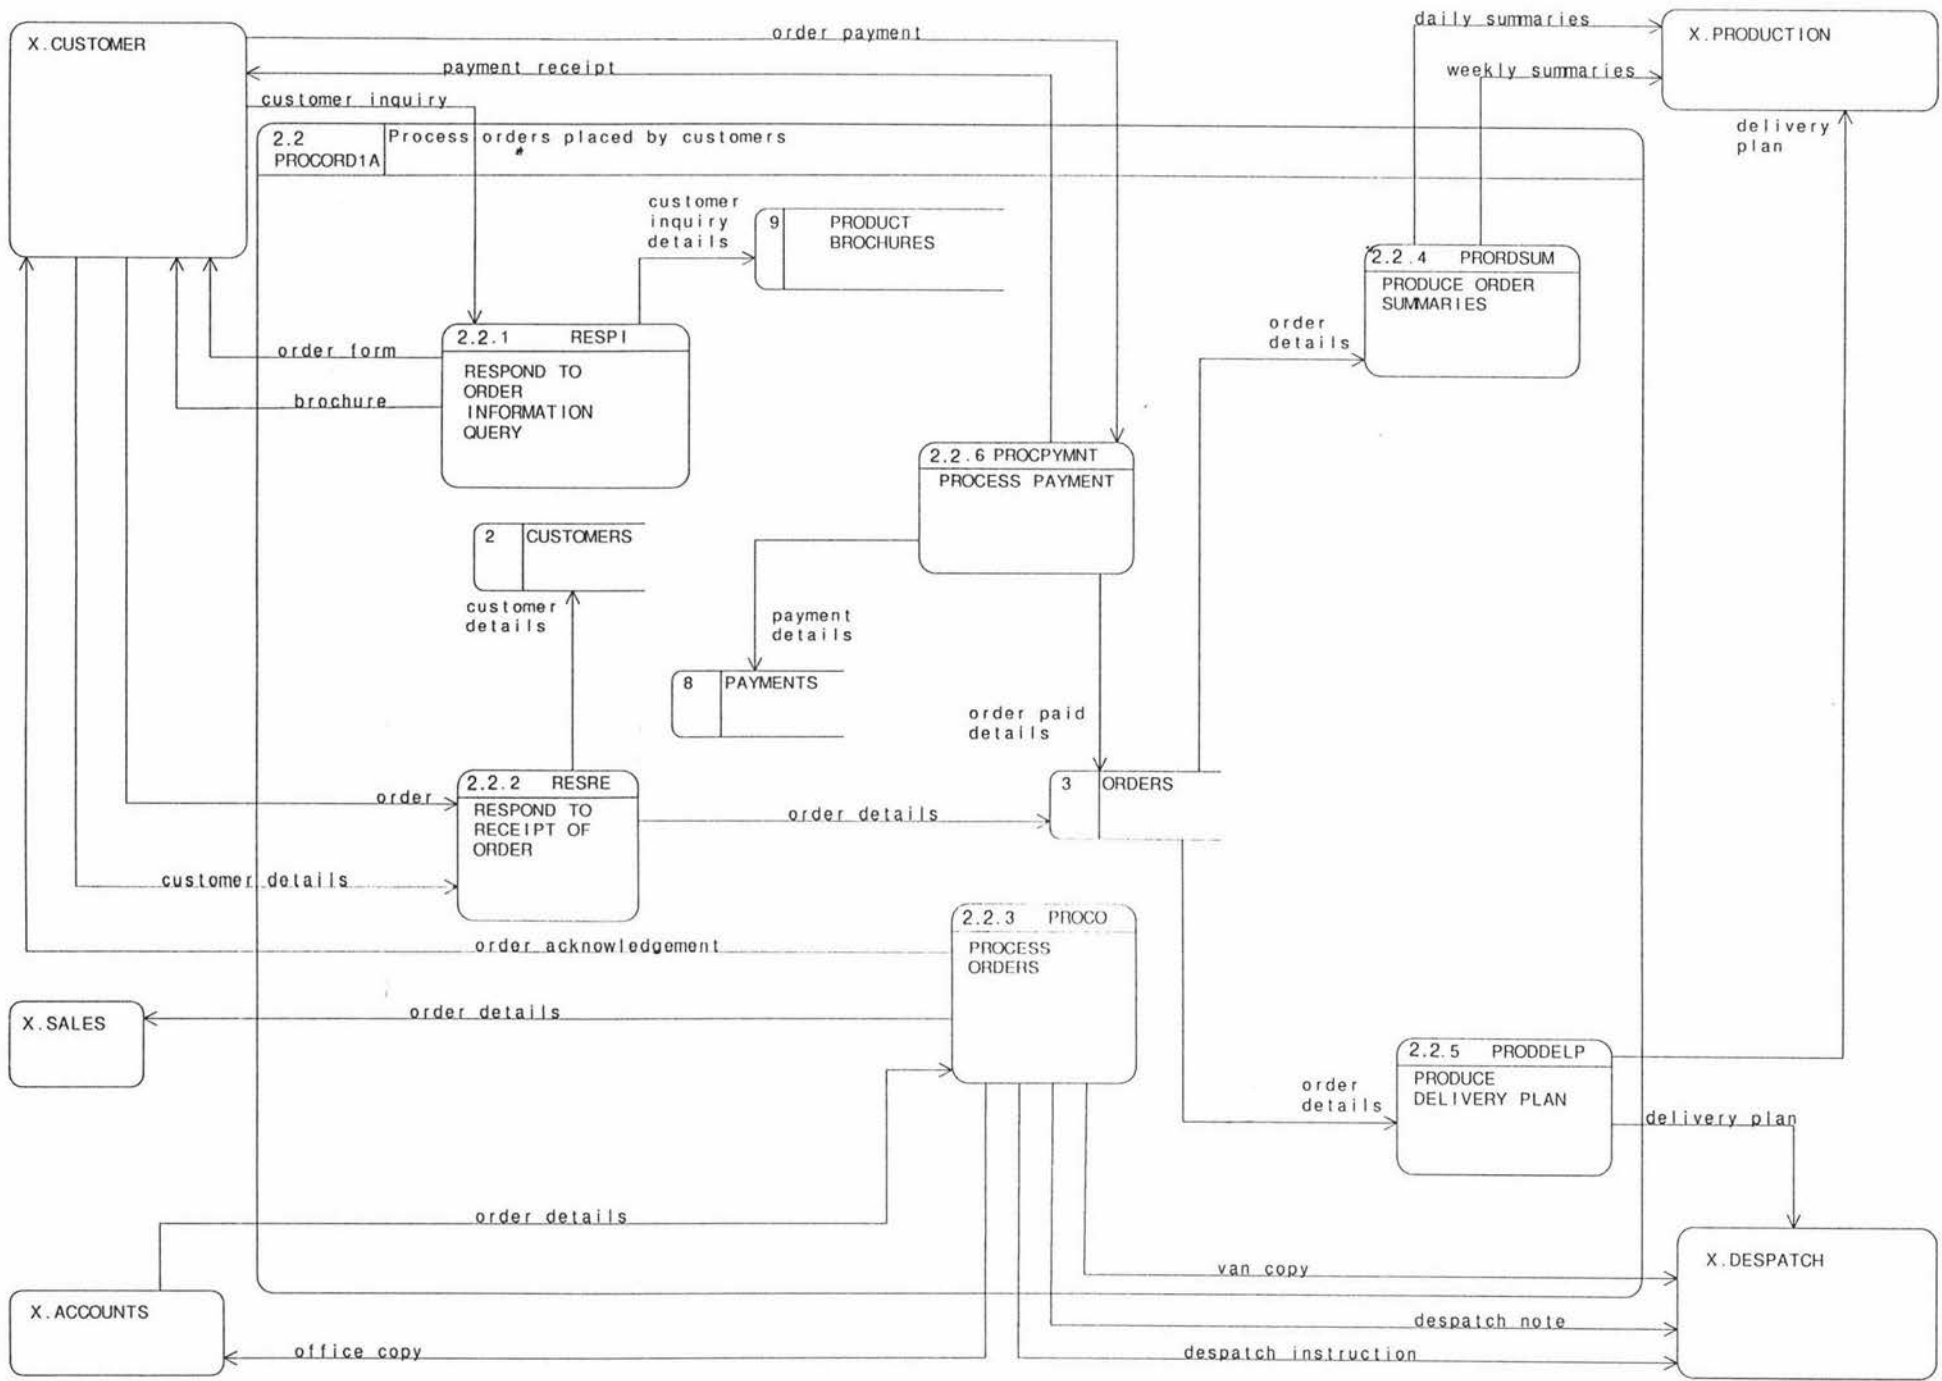 order payment
daily summaries
X.CUSTOMER
X.PRODUCTION
payment receipt
weekly summaries
customer inquiry
delivery
plan
2.2
PROCORD1A
Process orders placed by customers
customer
inquiry
details
9 PRODUCT
BROCHURES
2.2.4 PRORDSUM
PRODUCE ORDER
SUMMARIES
order
details
2.2.1 RESPI
RESPOND TO
ORDER
INFORMATION
QUERY
order form
brochure
2.2.6 PROCPYMNT
PROCESS PAYMENT
2 CUSTOMERS
customer
details
payment
details
8 PAYMENTS
order paid
details
2.2.2 RESRE
RESPOND TO
RECEIPT OF
ORDER
order
order details
3 ORDERS
customer details
2.2.3 PROCO
PROCESS
ORDERS
order acknowledgement
X.SALES
order details
2.2.5 PRODDELP
PRODUCE
DELIVERY PLAN
order
details
delivery plan
order details
X.DESPATCH
van copy
X.ACCOUNTS
despatch note
office copy
despatch instruction